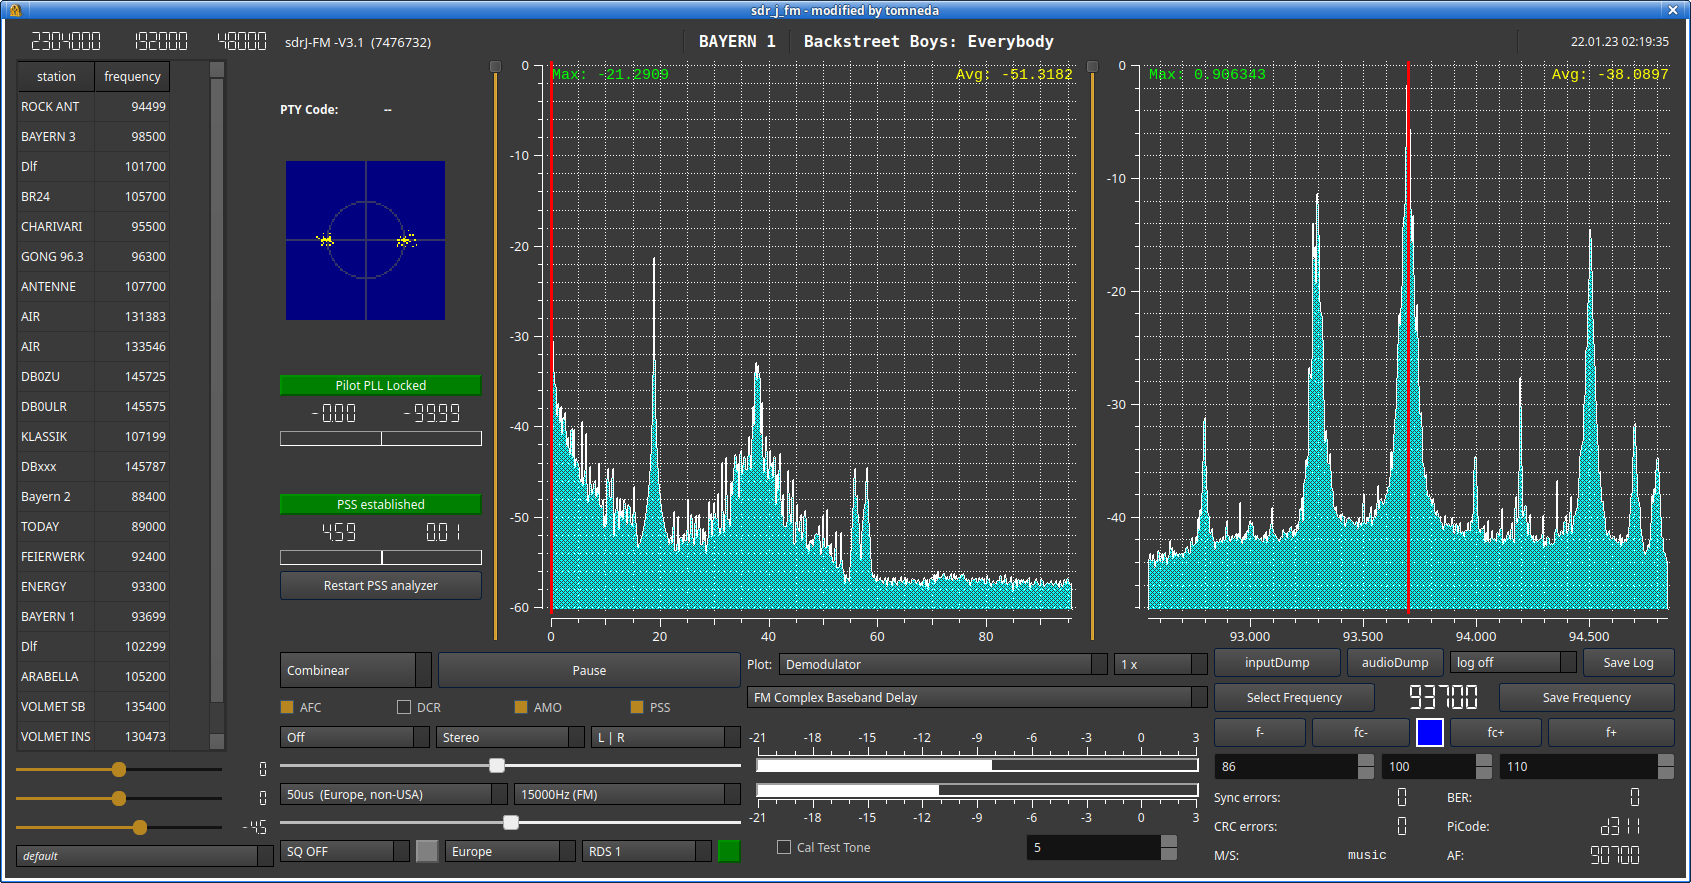 sdr_j_fm - modified by tomneda
2304000 192000 48000 sdrJ-FM -V3.1 (7476732) BAYERN 1 Backstreet Boys: Everybody 22.01.23 02:19:35
station frequency
ROCK ANT 94499
BAYERN 3 98500
Dlf 101700
BR24 105700
CHARIVARI 95500
GONG 96.3 96300
ANTENNE 107700
AIR 131383
AIR 133546
DB0ZU 145725
DB0ULR 145575
KLASSIK 107199
DBxxx 145787
Bayern 2 88400
TODAY 89000
FEIERWERK 92400
ENERGY 93300
BAYERN 1 93699
Dlf 102299
ARABELLA 105200
VOLMET SB 135400
VOLMET INS 130473
0
0
-45
default
PTY Code: --
Pilot PLL Locked
-0.00 -99.99
PSS established
4.59 0.01
Restart PSS analyzer
Max: -21.2909 Avg: -51.3182
0
-10
-20
-30
-40
-50
-60
0 20 40 60 80
Max: 0.906343 Avg: -38.0897
0
-10
-20
-30
-40
93.000 93.500 94.000 94.500
Combinear Pause
AFC DCR AMO PSS
Off Stereo L | R
50us (Europe, non-USA) 15000Hz (FM)
SQ OFF Europe RDS 1
Plot: Demodulator 1 x
FM Complex Baseband Delay
-21 -18 -15 -12 -9 -6 -3 0 3
-21 -18 -15 -12 -9 -6 -3 0 3
Cal Test Tone 5
inputDump audioDump log off Save Log
Select Frequency 93700 Save Frequency
f- fc- fc+ f+
86 100 110
Sync errors: 0 BER: 0
CRC errors: 0 PiCode: d311
M/S: music AF: 90700